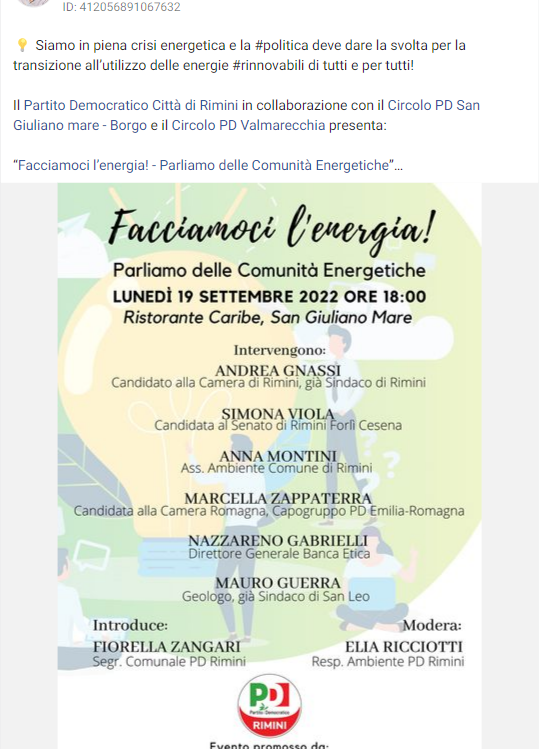 ID: 412056891067632
💡 Siamo in piena crisi energetica e la #politica deve dare la svolta per la
transizione all'utilizzo delle energie #rinnovabili di tutti e per tutti!
Il Partito Democratico Città di Rimini in collaborazione con il Circolo PD San
Giuliano mare - Borgo e il Circolo PD Valmarecchia presenta:
"Facciamoci l'energia! - Parliamo delle Comunità Energetiche"...
Facciamoci l'energia!
Parliamo delle Comunità Energetiche
LUNEDÌ 19 SETTEMBRE 2022 ORE 18:00
Ristorante Caribe, San Giuliano Mare
Intervengono:
ANDREA GNASSI
Candidato alla Camera di Rimini, già Sindaco di Rimini
SIMONA VIOLA
Candidata al Senato di Rimini Forlì Cesena
ANNA MONTINI
Ass. Ambiente Comune di Rimini
MARCELLA ZAPPATERRA
Candidata alla Camera Romagna, Capogruppo PD Emilia-Romagna
NAZZARENO GABRIELLI
Direttore Generale Banca Etica
MAURO GUERRA
Geologo, già Sindaco di San Leo
Introduce:
FIORELLA ZANGARI
Segr. Comunale PD Rimini
Modera:
ELIA RICCIOTTI
Resp. Ambiente PD Rimini
PD
Partito Democratico
RIMINI
Evento promosso da: